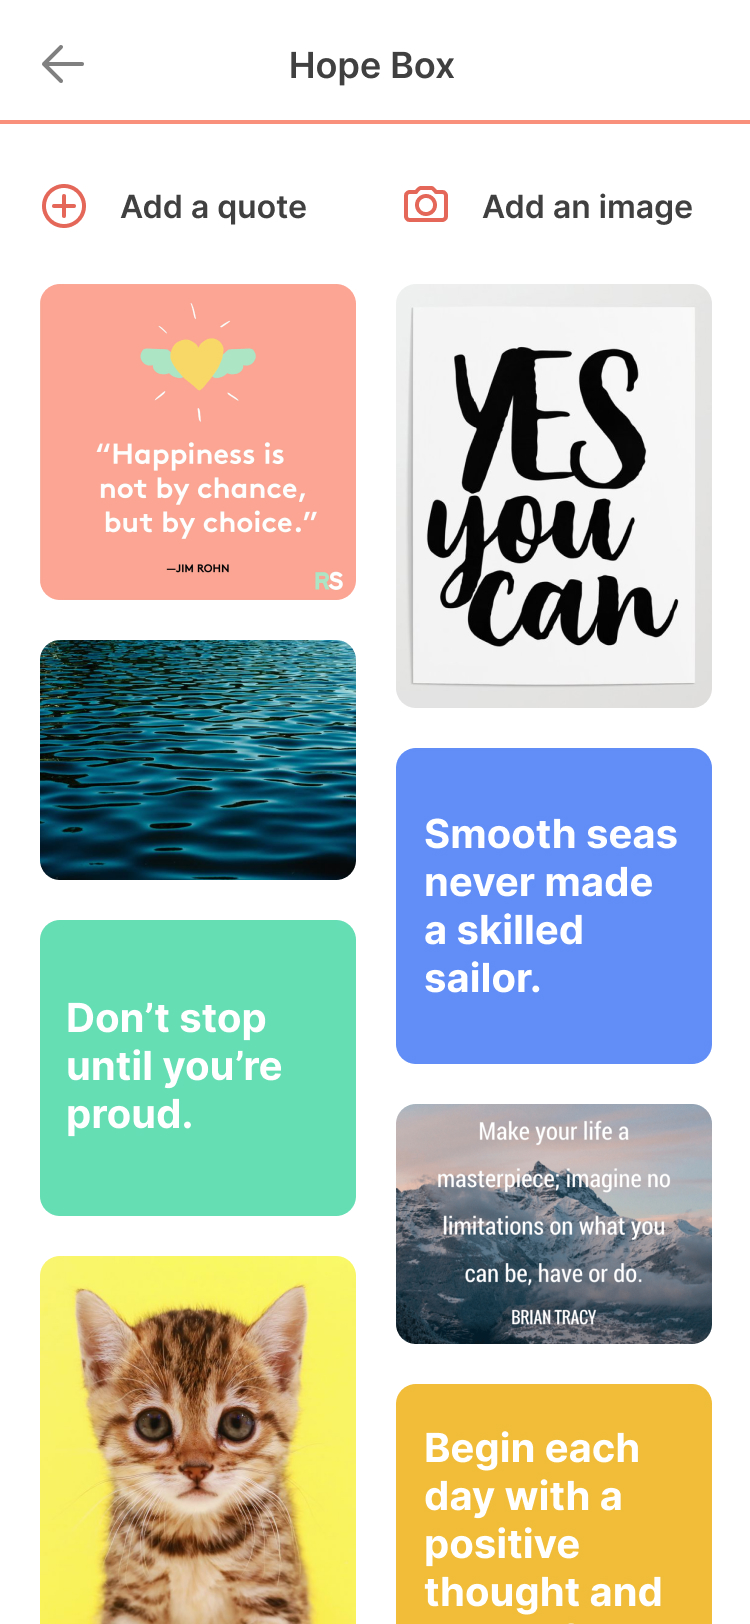 Hope Box
Add a quote
Add an image
“Happiness is
not by chance,
but by choice.”
—JIM ROHN
RS
YES
you
can
Smooth seas
never made
a skilled
sailor.
Don’t stop
until you’re
proud.
Make your life a
masterpiece; imagine no
limitations on what you
can be, have or do.
BRIAN TRACY
Begin each
day with a
positive
thought and